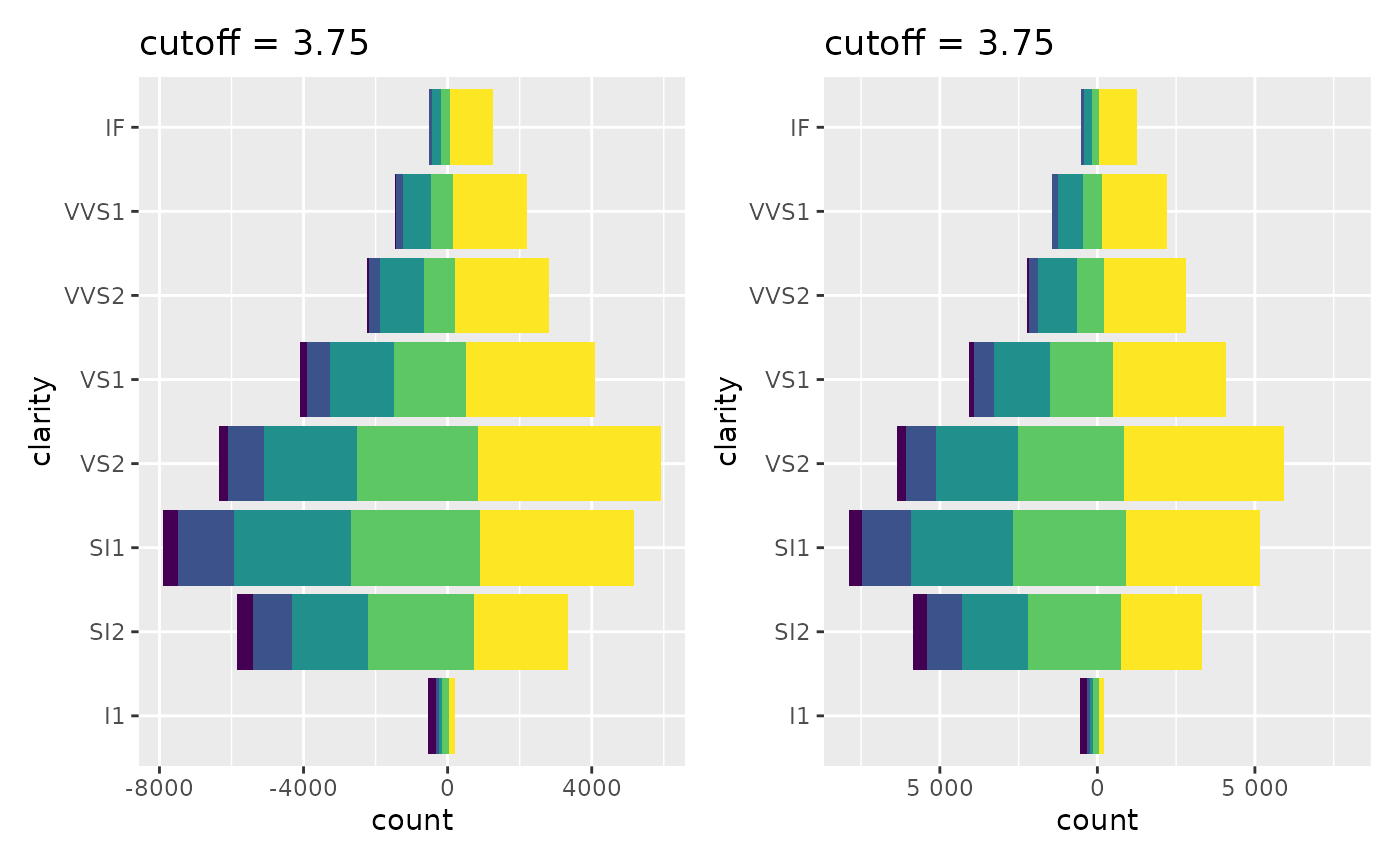 cutoff = 3.75
clarity
IF
VVS1
VVS2
VS1
VS2
SI1
SI2
I1
-8000 -4000 0 4000
count
cutoff = 3.75
clarity
IF
VVS1
VVS2
VS1
VS2
SI1
SI2
I1
5 000 0 5 000
count